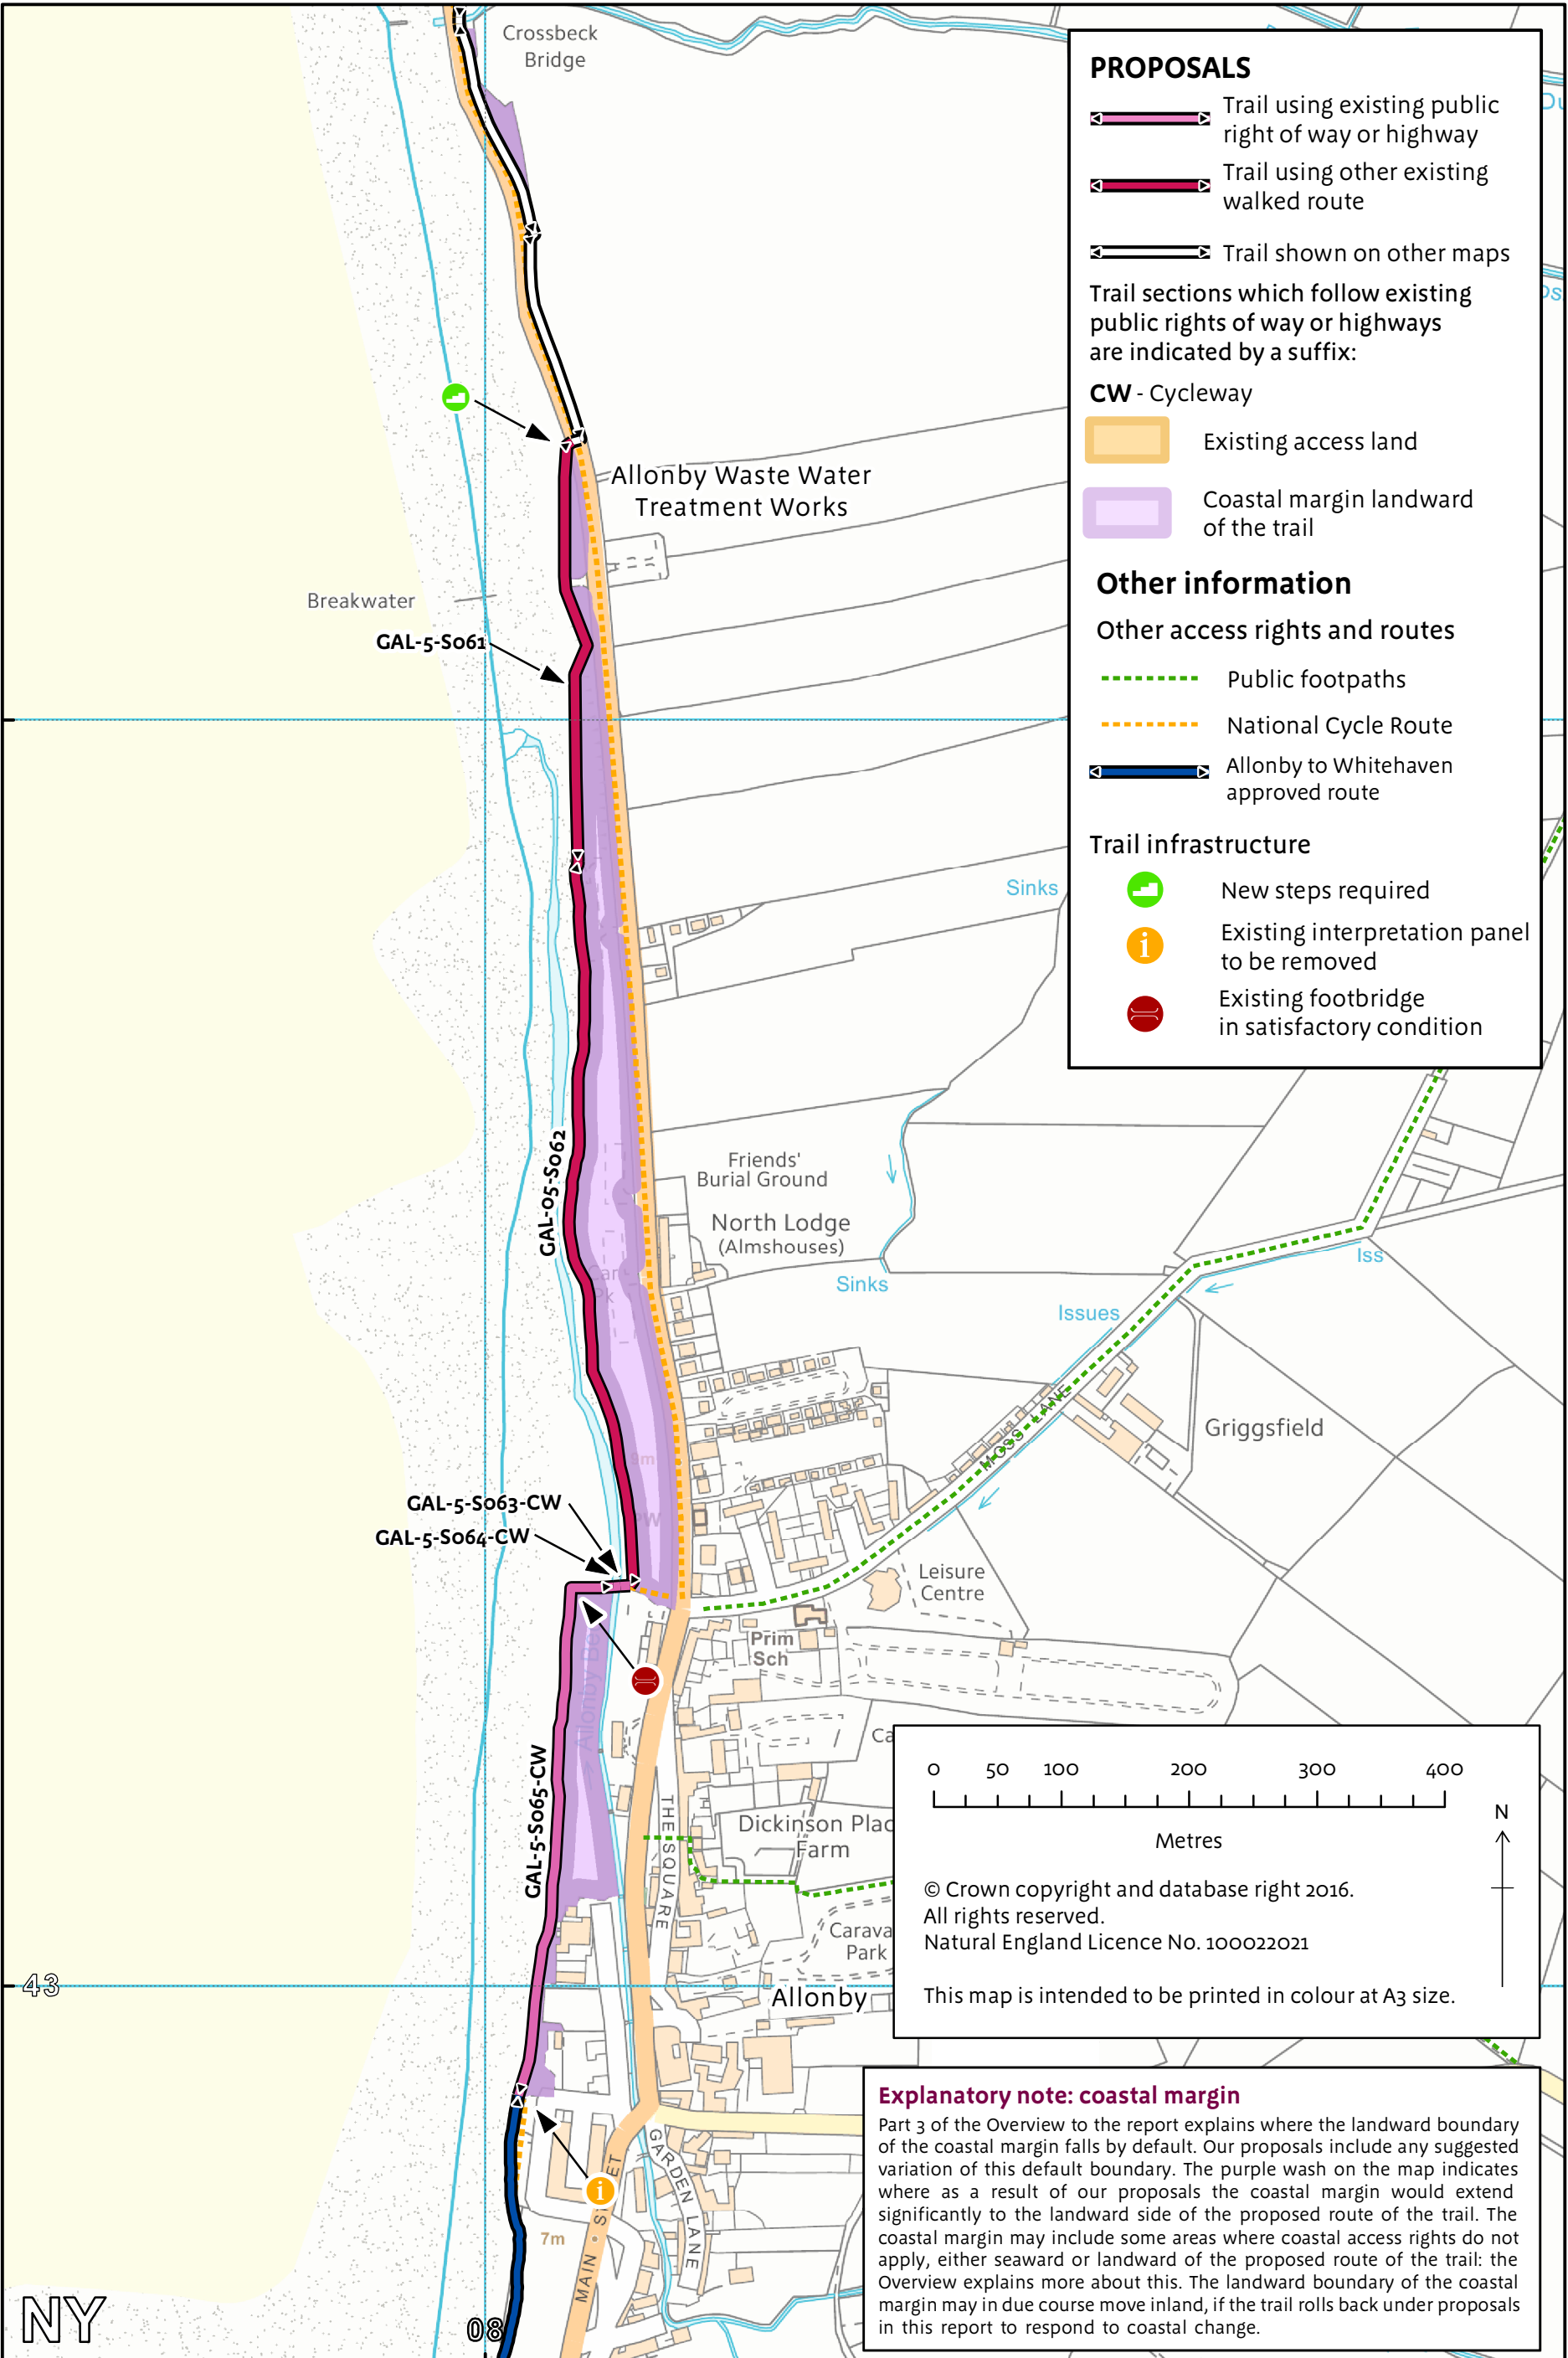 Crossbeck
Bridge
PROPOSALS
Trail using existing public
right of way or highway
Trail using other existing
walked route
Trail shown on other maps
Trail sections which follow existing
public rights of way or highways
are indicated by a suffix:
CW - Cycleway
Existing access land
Coastal margin landward
of the trail
Other information
Other access rights and routes
Public footpaths
National Cycle Route
Allonby to Whitehaven
approved route
Trail infrastructure
New steps required
i
Existing interpretation panel
to be removed
Existing footbridge
in satisfactory condition
Allonby Waste Water
Treatment Works
Breakwater
GAL-5-S061
Sinks
GAL-05-S062
Friends'
Burial Ground
North Lodge
(Almshouses)
Sinks
Iss
Issues
Car
Pk
MOSS LANE
Griggsfield
9m
GAL-5-S063-CW
GAL-5-S064-CW
Leisure
Centre
Prim
Sch
Allonby Be
GAL-5-S065-CW
THE SQUARE
Ca
Dickinson Plac
Farm
Carava
Park
Allonby
43
0 50 100 200 300 400
Metres
N
© Crown copyright and database right 2016.
All rights reserved.
Natural England Licence No. 100022021
This map is intended to be printed in colour at A3 size.
GARDEN LANE
i
7m
MAIN S ET
NY
08
Explanatory note: coastal margin
Part 3 of the Overview to the report explains where the landward boundary
of the coastal margin falls by default. Our proposals include any suggested
variation of this default boundary. The purple wash on the map indicates
where as a result of our proposals the coastal margin would extend
significantly to the landward side of the proposed route of the trail. The
coastal margin may include some areas where coastal access rights do not
apply, either seaward or landward of the proposed route of the trail: the
Overview explains more about this. The landward boundary of the coastal
margin may in due course move inland, if the trail rolls back under proposals
in this report to respond to coastal change.